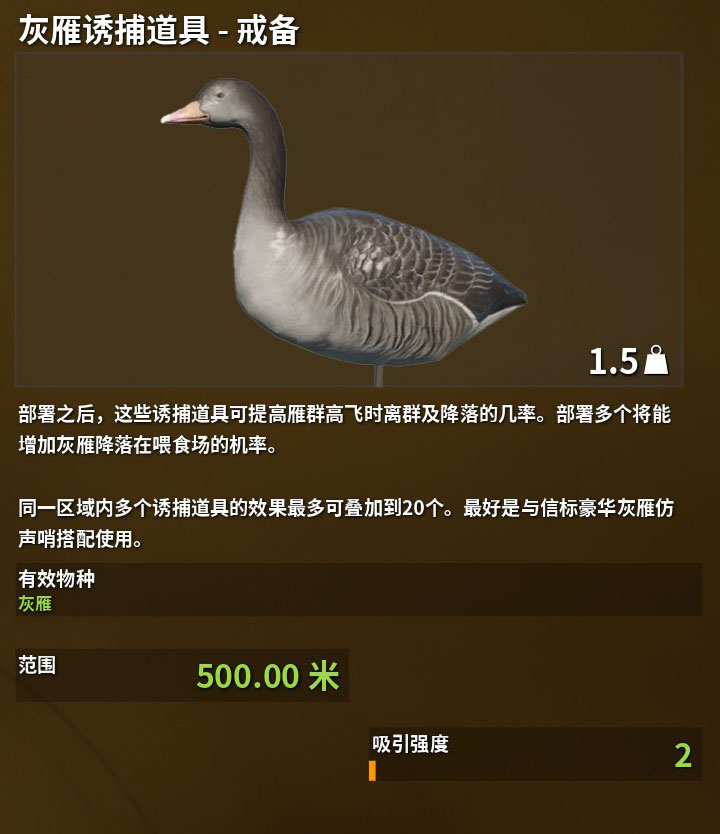 灰雁诱捕道具 - 戒备
1.5
部署之后，这些诱捕道具可提高雁群高飞时离群及降落的几率。部署多个将能
增加灰雁降落在喂食场的机率。
同一区域内多个诱捕道具的效果最多可叠加到20个。最好是与信标豪华灰雁仿
声哨搭配使用。
有效物种
灰雁
范围
500.00 米
吸引强度
2